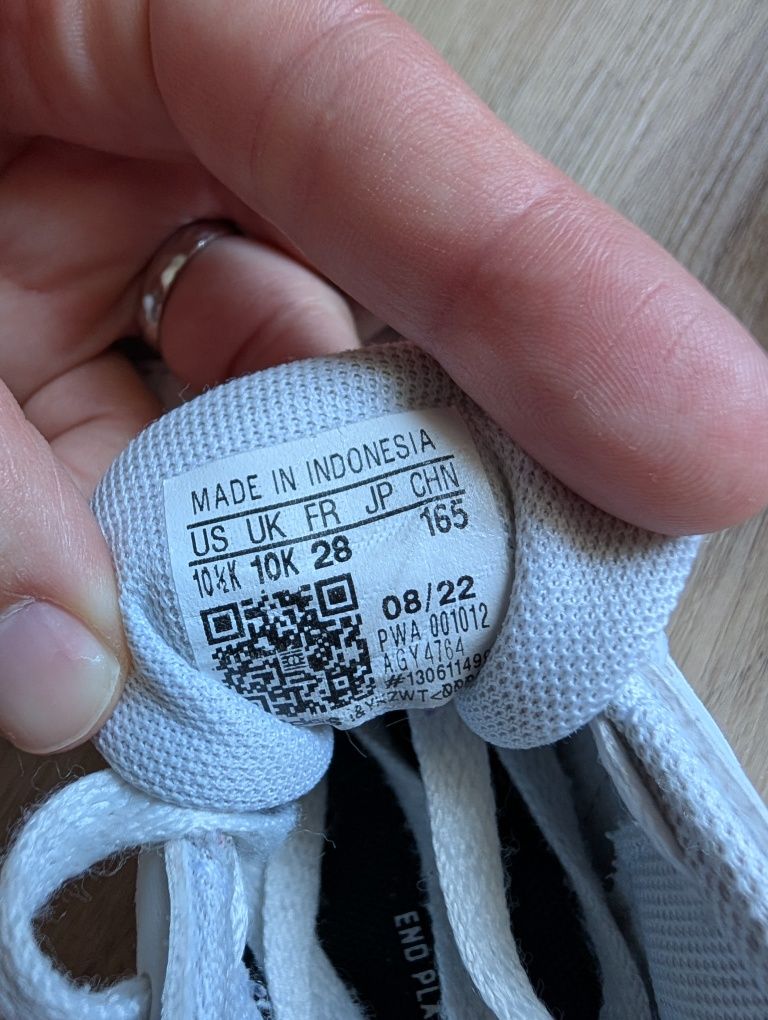 MADE IN INDONESIA
US UK FR JP CHN
10½K 10K 28 165
08/22
PWA 001012
AGY4764
#1306114
END PLA